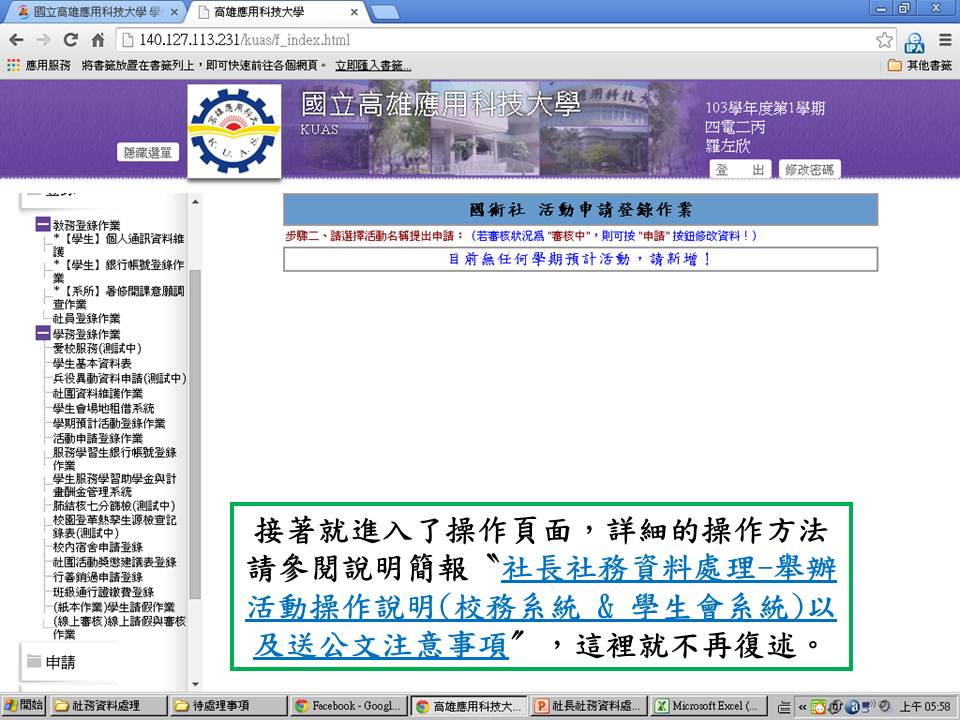 國立高雄應用科技大學 學
高雄應用科技大學
140.127.113.231/kuas/f_index.html
應用服務 將書籤放置在書籤列上，即可快速前往各個網頁。 立即匯入書籤...
其他書籤
隱藏選單
國立高雄應用科技大學
KUAS
103學年度第1學期
四電二丙
羅左欣
登 出 修改密碼
教務登錄作業
*【學生】個人通訊資料維
護
*【學生】銀行帳號登錄作
業
*【系所】暑修開課意願調
查作業
社員登錄作業
學務登錄作業
愛校服務(測試中)
學生基本資料表
兵役異動資料申請(測試中)
社團資料維護作業
學生會場地租借系統
學期預計活動登錄作業
活動申請登錄作業
服務學習生銀行帳號登錄
作業
學生服務學習助學金與計
畫酬金管理系統
肺結核七分篩檢(測試中)
校園登革熱孳生源檢查記
錄表(測試中)
校內宿舍申請登錄
社團活動獎懲建議表登錄
行善銷過申請登錄
班級通行證繳費登錄
(紙本作業)學生請假作業
(線上審核)線上請假與審核
作業
申請
國術社 活動申請登錄作業
步驟二、請選擇活動名稱提出申請：（若審核狀況為 "審核中"，則可按 "申請" 按鈕修改資料！）
目前無任何學期預計活動，請新增！
接著就進入了操作頁面，詳細的操作方法
請參閱說明簡報〝社長社務資料處理-舉辦
活動操作說明(校務系統 & 學生會系統)以
及送公文注意事項〞，這裡就不再復述。
開始
社務資料處理
待處理事項
Facebook - Googl...
高雄應用科技大...
社長社務資料處...
Microsoft Excel (...
上午 05:58